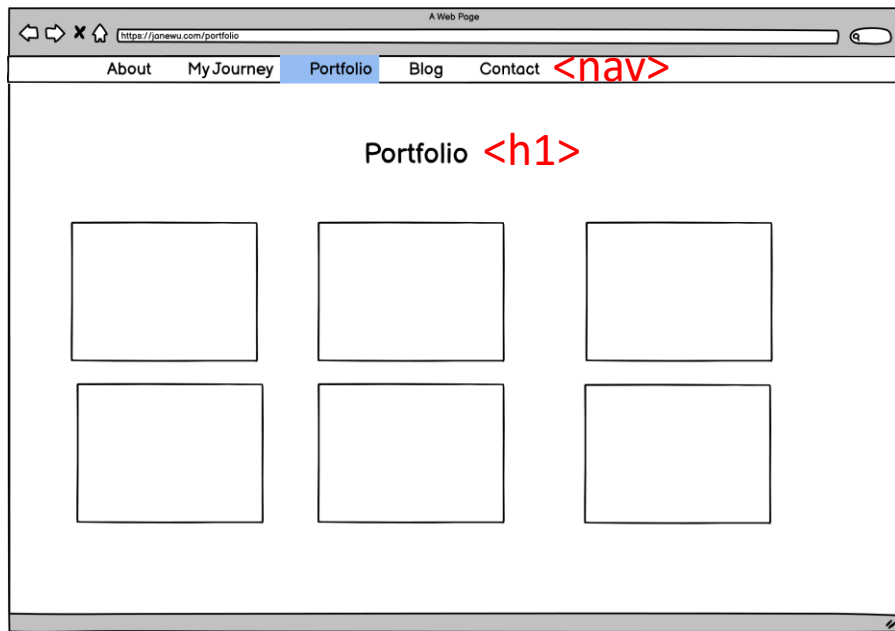 A Web Page
https://janewu.com/portfolio
About My Journey Portfolio Blog Contact <nav>
Portfolio <h1>